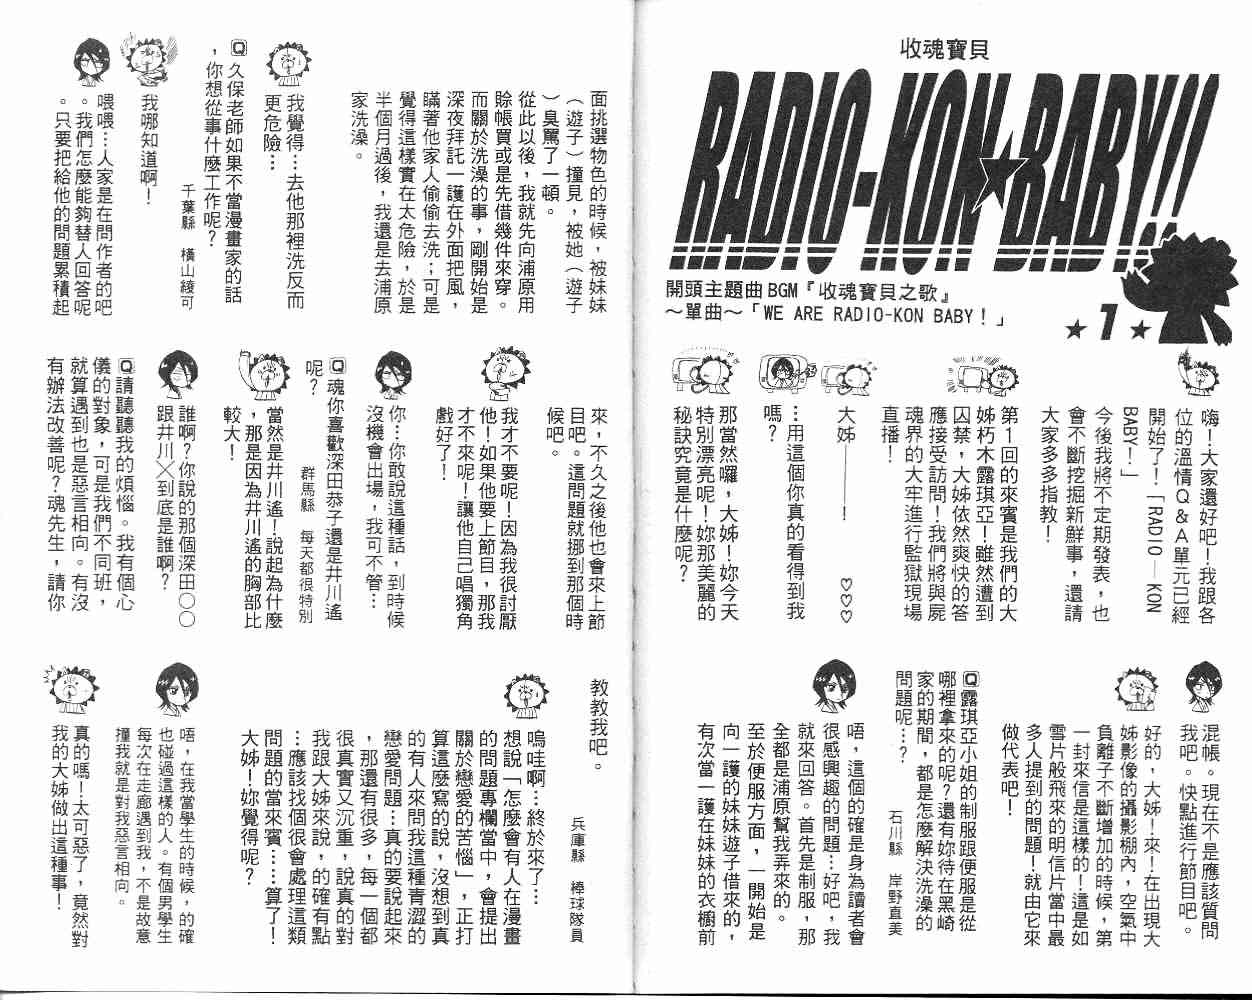 收魂寶貝
RADIO-KON★BABY!!
開頭主題曲BGM『收魂寶貝之歌』
～單曲～「WE ARE RADIO-KON BABY！」
★1★
嗨！大家還好吧！我跟各
位的溫情Q&A單元已經
開始了！「RADIO－KON
BABY！」
今後我將不定期發表，也
會不斷挖掘新鮮事，還請
大家多多指教！
第1回的來賓是我們的大
姊朽木露琪亞！雖然遭到
囚禁，大姊依然爽快的答
應接受訪問！我們將與屍
魂界的大牢進行監獄現場
直播！
大姊————！ ♡♡♡
…用這個你真的看得到我
嗎？
那當然囉，大姊！妳今天
特別漂亮呢！妳那美麗的
秘訣究竟是什麼呢？
混帳。現在不是應該質問
我吧。快點進行節目吧。
好的，大姊！來！在出現大
姊影像的攝影棚內，空氣中
負離子不斷增加的時候，第
一封來信是這樣的！這是如
雪片般飛來的明信片當中最
多人提到的問題！就由它來
做代表吧！
Q露琪亞小姐的制服跟便服是從
哪裡拿來的呢？還有妳待在黑崎
家的期間，都是怎麼解決洗澡的
問題呢…？
石川縣 岸野直美
唔，這個的確是身為讀者會
很感興趣的問題…好吧，我
就來回答。首先是制服，那
全都是浦原幫我弄來的。
至於便服方面，一開始是
向一護的妹妹遊子借來的，
有次當一護在妹妹的衣櫥前
面挑選物色的時候，被妹妹
（遊子）撞見，被她（遊子
）臭罵了一頓。
從此以後，我就先向浦原用
賒帳買或是先借幾件來穿。
而關於洗澡的事，剛開始是
深夜拜託一護在外面把風，
瞞著他家人偷偷去洗；可是
覺得這樣實在太危險，於是
半個月過後，我還是去浦原
家洗澡。
我覺得…去他那裡洗反而
更危險…
Q久保老師如果不當漫畫家的話
，你想從事什麼工作呢？
千葉縣 橫山綾可
我哪知道啊！
喂喂…人家是在問作者的吧
。我們怎麼能夠替人回答呢
。只要把給他的問題累積起
來，不久之後他也會來上節
目吧。這問題就挪到那個時
候吧。
我才不要呢！因為我很討厭
他！如果他要上節目，那我
才不來呢！讓他自己唱獨角
戲好了！
你…你敢說這種話，到時候
沒機會出場，我可不管…
Q魂你喜歡深田恭子還是井川遙
呢？
群馬縣 每天都很特別
當然是井川遙！說起為什麼
，那是因為井川遙的胸部比
較大！
誰啊？你說的那個深田○○
跟井川╳到底是誰啊？
Q請聽聽我的煩惱。我有個心
儀的對象，可是我們不同班，
就算遇到也是惡言相向。有沒
有辦法改善呢？魂先生，請你
教教我吧。
兵庫縣 棒球隊員
嗚哇啊…終於來了…
想說「怎麼會有人在漫畫
的問題專欄當中，會提出
關於戀愛的苦惱」，正打
算這麼寫的說，沒想到真
的有人來問我這種青澀的
戀愛問題…真的要說起來
，那還有很多，每一個都
很真實又沉重，說真的對
我跟大姊來說，的確有點
…應該找個很會處理這類
問題的當來賓……算了！
大姊！妳覺得呢？
唔，在我當學生的時候，的確
也碰過這樣的人。有個男學生
每次在走廊遇到我，不是故意
撞我就是對我惡言相向。
真的嗎！太可惡了，竟然對
我的大姊做出這種事！